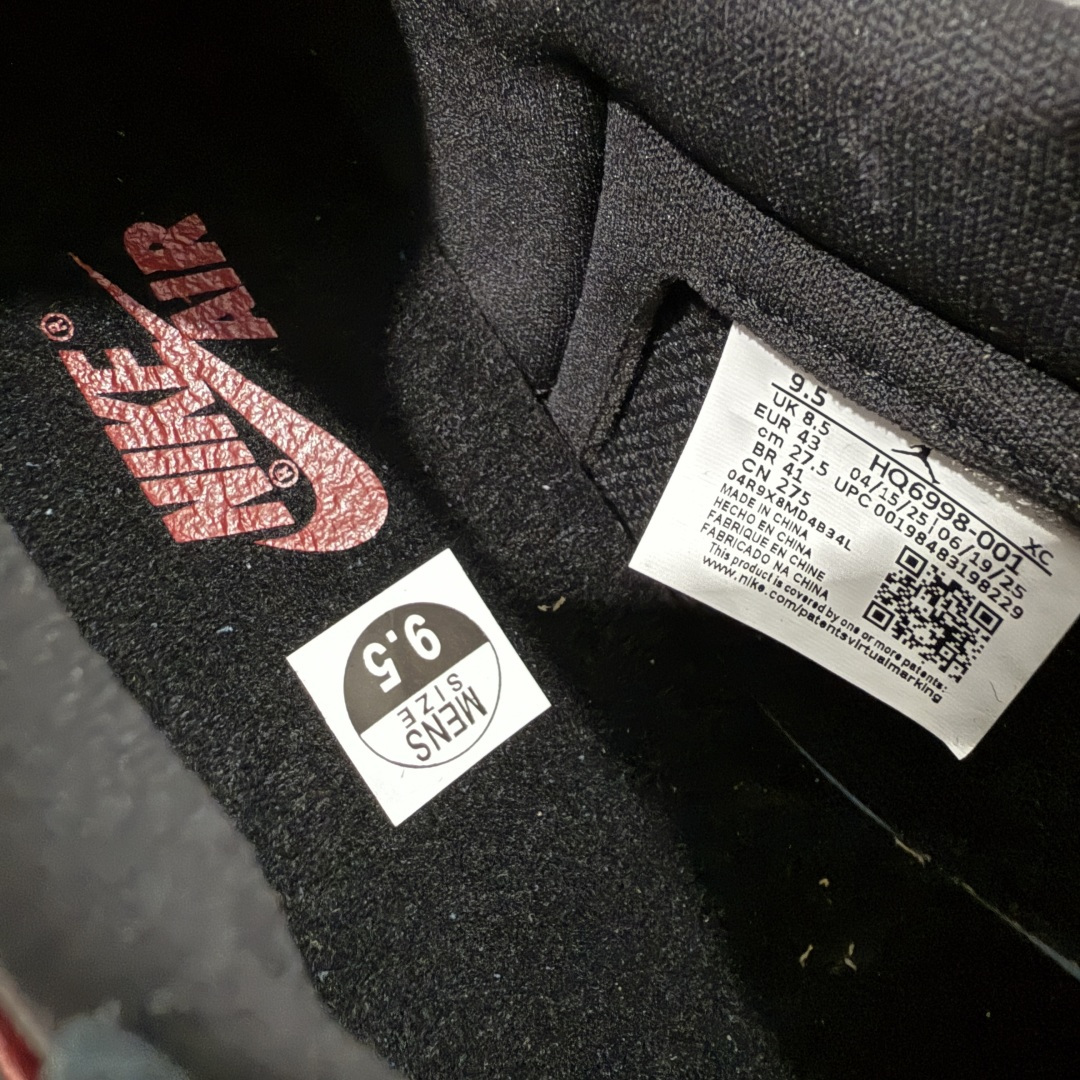 NIKE AIR
®
®
9.5
MENS
SIZE
9.5
UK 8.5
EUR 43
cm 27.5
BR 41
CN 275
HQ6998-001 XC
04/15/25|06/19/25
UPC 00198483198229
04R9X8MD4B34L
MADE IN CHINA
HECHO EN CHINA
FABRIQUE EN CHINE
FABRICADO NA CHINA
This product is covered by one or more patents:
www.nike.com/patentsvirtualmarking